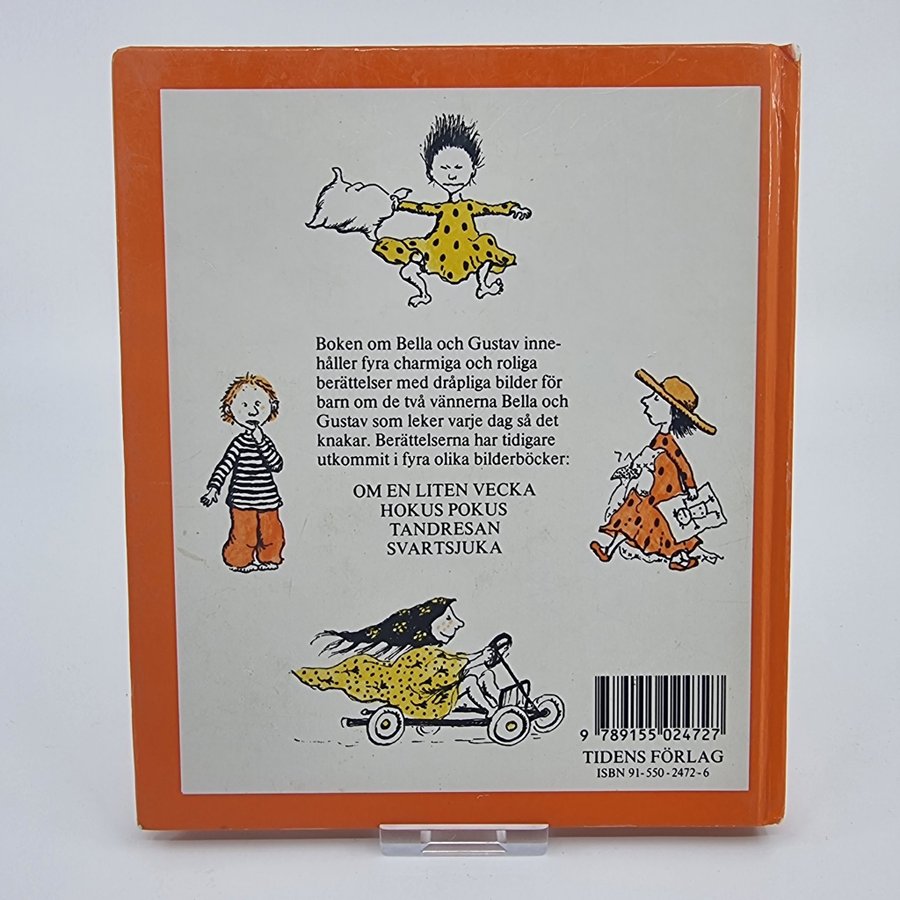 Boken om Bella och Gustav inne-
håller fyra charmiga och roliga
berättelser med dråpliga bilder för
barn om de två vännerna Bella och
Gustav som leker varje dag så det
knakar. Berättelserna har tidigare
utkommit i fyra olika bilderböcker:
OM EN LITEN VECKA
HOKUS POKUS
TANDRESAN
SVARTSJUKA
9 789155 024727
TIDENS FÖRLAG
ISBN 91-550-2472-6